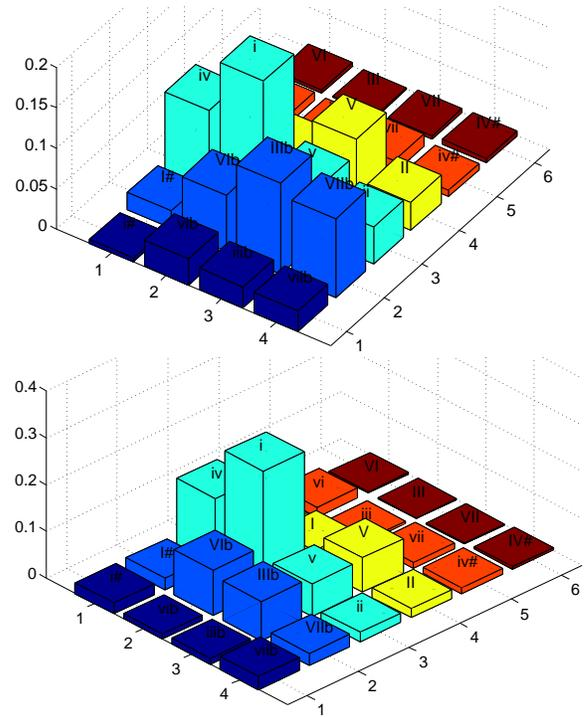 0.2
0.15
0.1
0.05
0
i iv VI III VII IV#
V vii iv#
IIIb v II
I# VIb VIIb ii
i# vib iiib viib
1 2 3 4
1 2 3 4 5 6
0.4
0.3
0.2
0.1
0
i VI
iv vi III
I iii VII
VIb V vii IV#
I# IIIb v iv#
i# II
vib VIIb ii
iiib viib
1 2 3 4
1 2 3 4 5 6